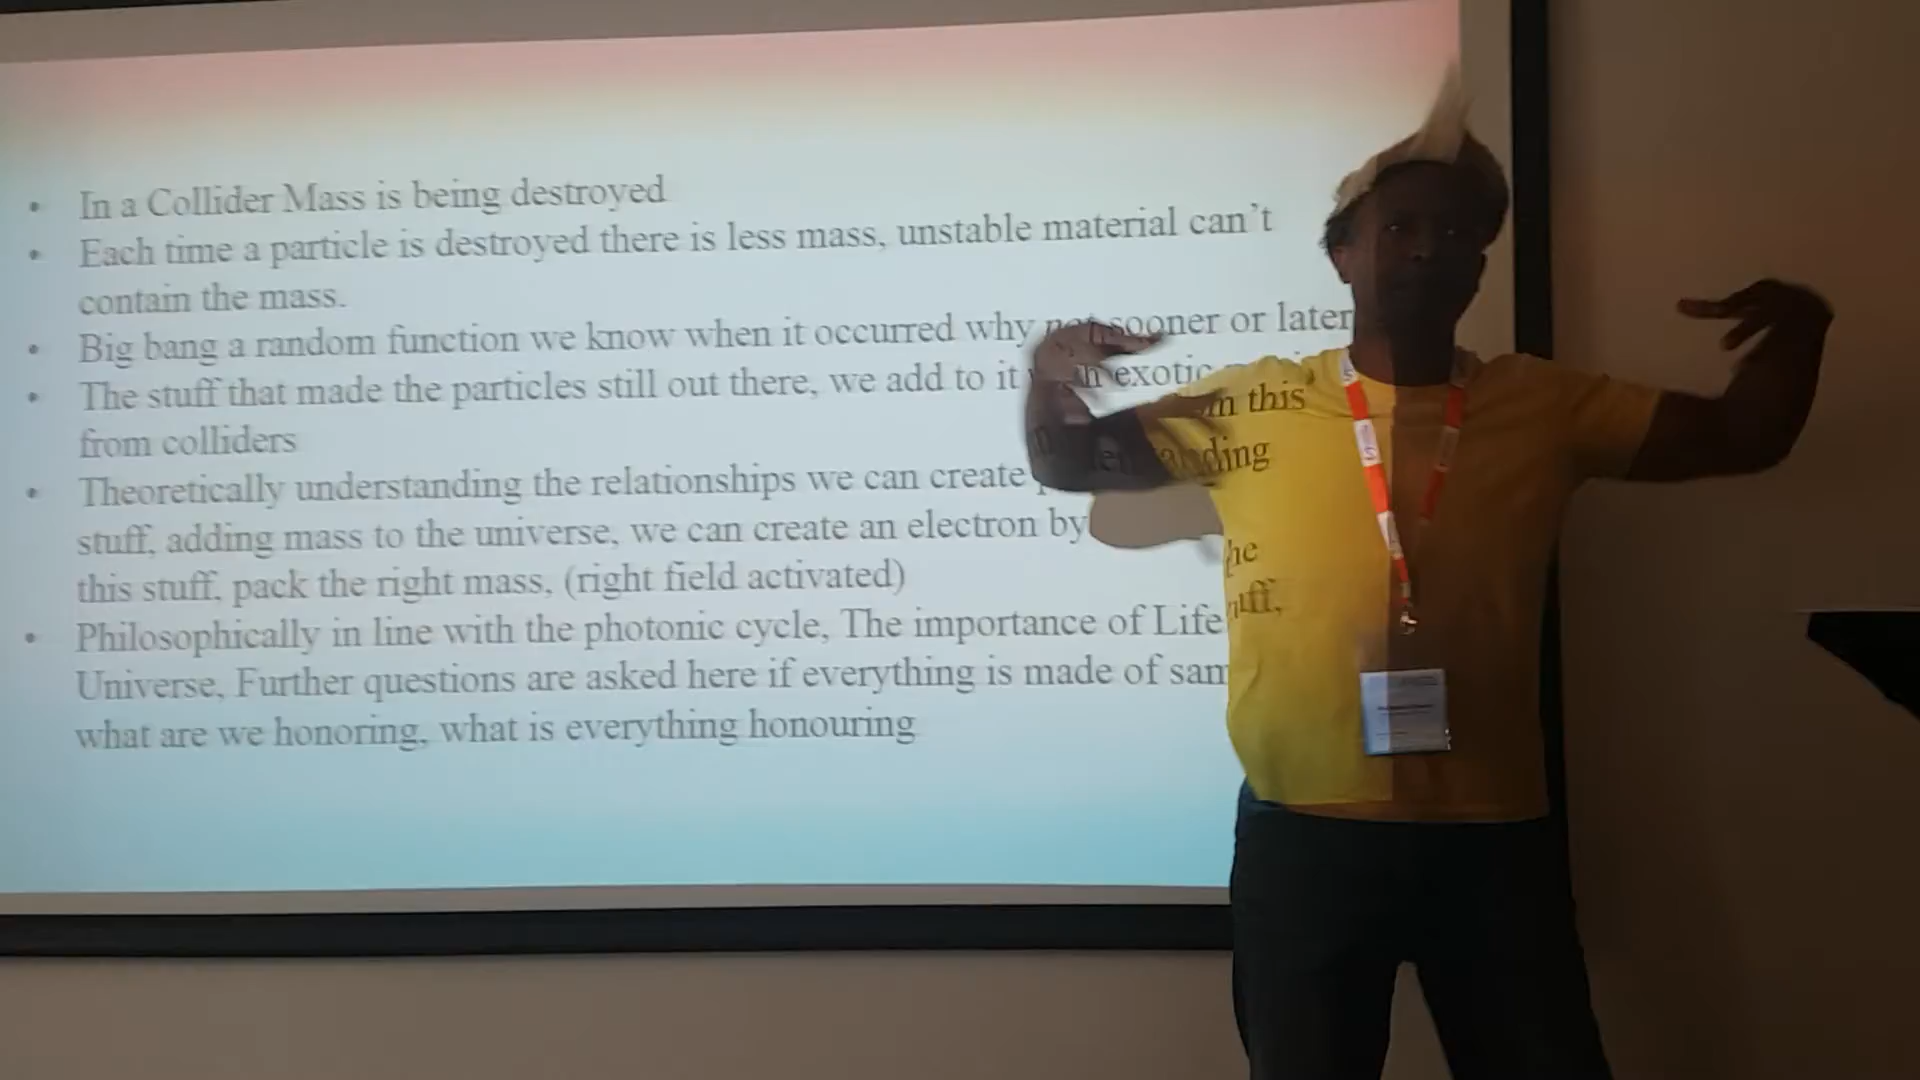 • In a Collider Mass is being destroyed
• Each time a particle is destroyed there is less mass, unstable material can't
contain the mass.
• Big bang a random function we know when it occurred why not sooner or later
• The stuff that made the particles still out there, we add to it exotic
from colliders
• Theoretically understanding the relationships we can create
stuff, adding mass to the universe, we can create an electron by
this stuff, pack the right mass, (right field activated)
• Philosophically in line with the photonic cycle, The importance of Life
Universe, Further questions are asked here if everything is made of
what are we honoring, what is everything honouring